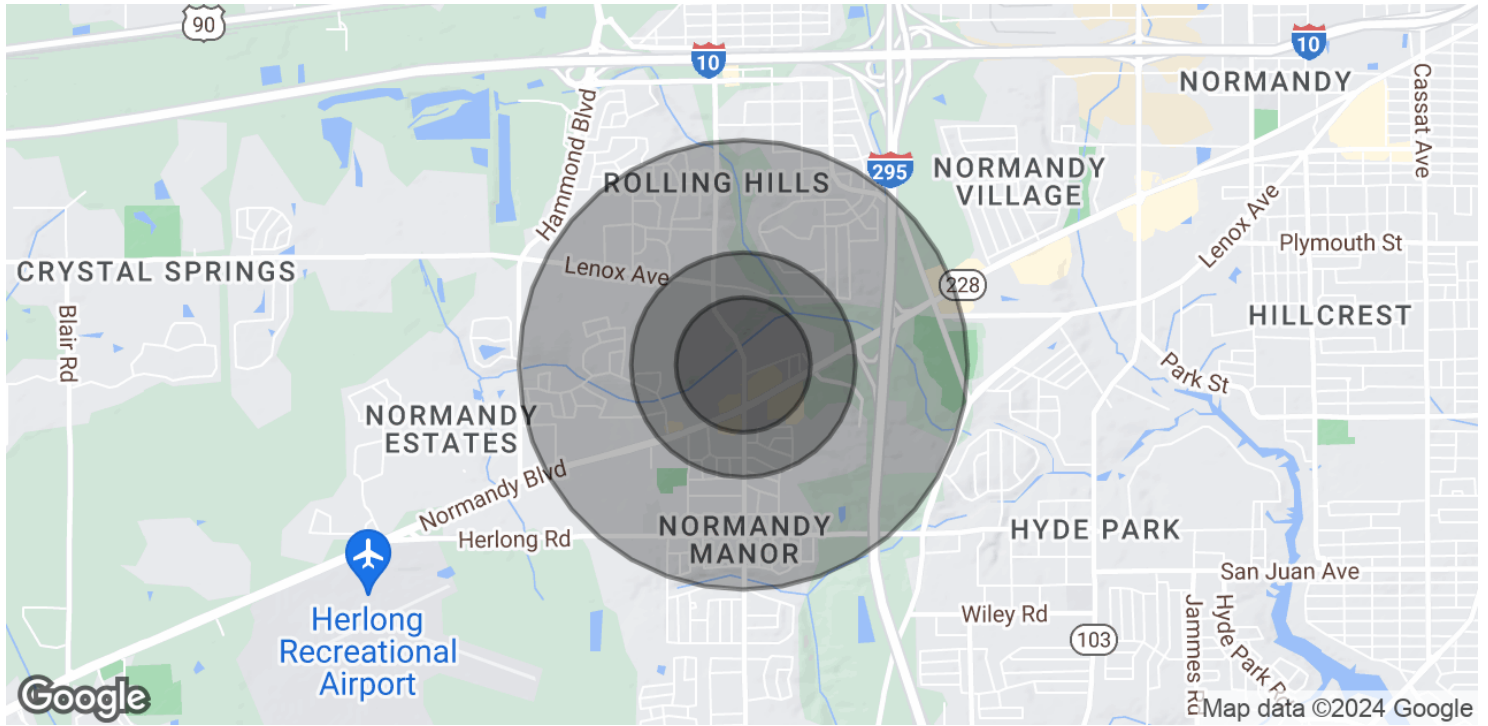 90
10
10
NORMANDY
Cassat Ave
Hammond Blvd
ROLLING HILLS
295
NORMANDY
VILLAGE
Lenox Ave
Plymouth St
CRYSTAL SPRINGS
Lenox Ave
228
HILLCREST
Blair Rd
Park St
NORMANDY
ESTATES
Normandy Blvd
Herlong Rd
NORMANDY
MANOR
HYDE PARK
San Juan Ave
Herlong
Recreational
Airport
Wiley Rd
103
Jammes Rd
Hyde Park Rd
Google
Map data ©2024 Google